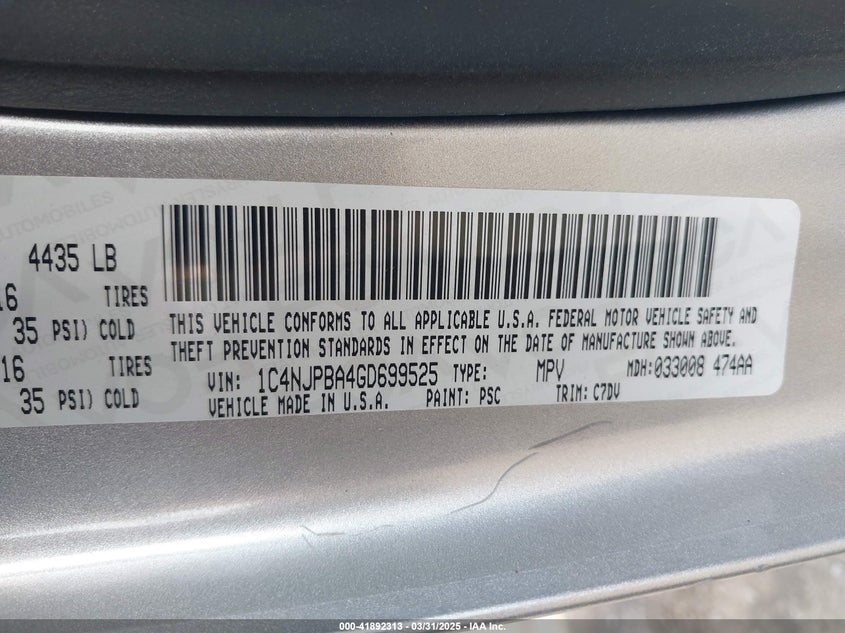 4435 LB
16 TIRES
35 PSI) COLD
16 TIRES
35 PSI) COLD
THIS VEHICLE CONFORMS TO ALL APPLICABLE U.S.A. FEDERAL MOTOR VEHICLE SAFETY AND
THEFT PREVENTION STANDARDS IN EFFECT ON THE DATE OF MANUFACTURE SHOWN ABOVE.
VIN: 1C4NJPBA4GD699525 TYPE: MPV MDH:033008 474AA
VEHICLE MADE IN U.S.A. PAINT: PSC TRIM: C7DV
000-41892313 — 03/31/2025 — IAA Inc.